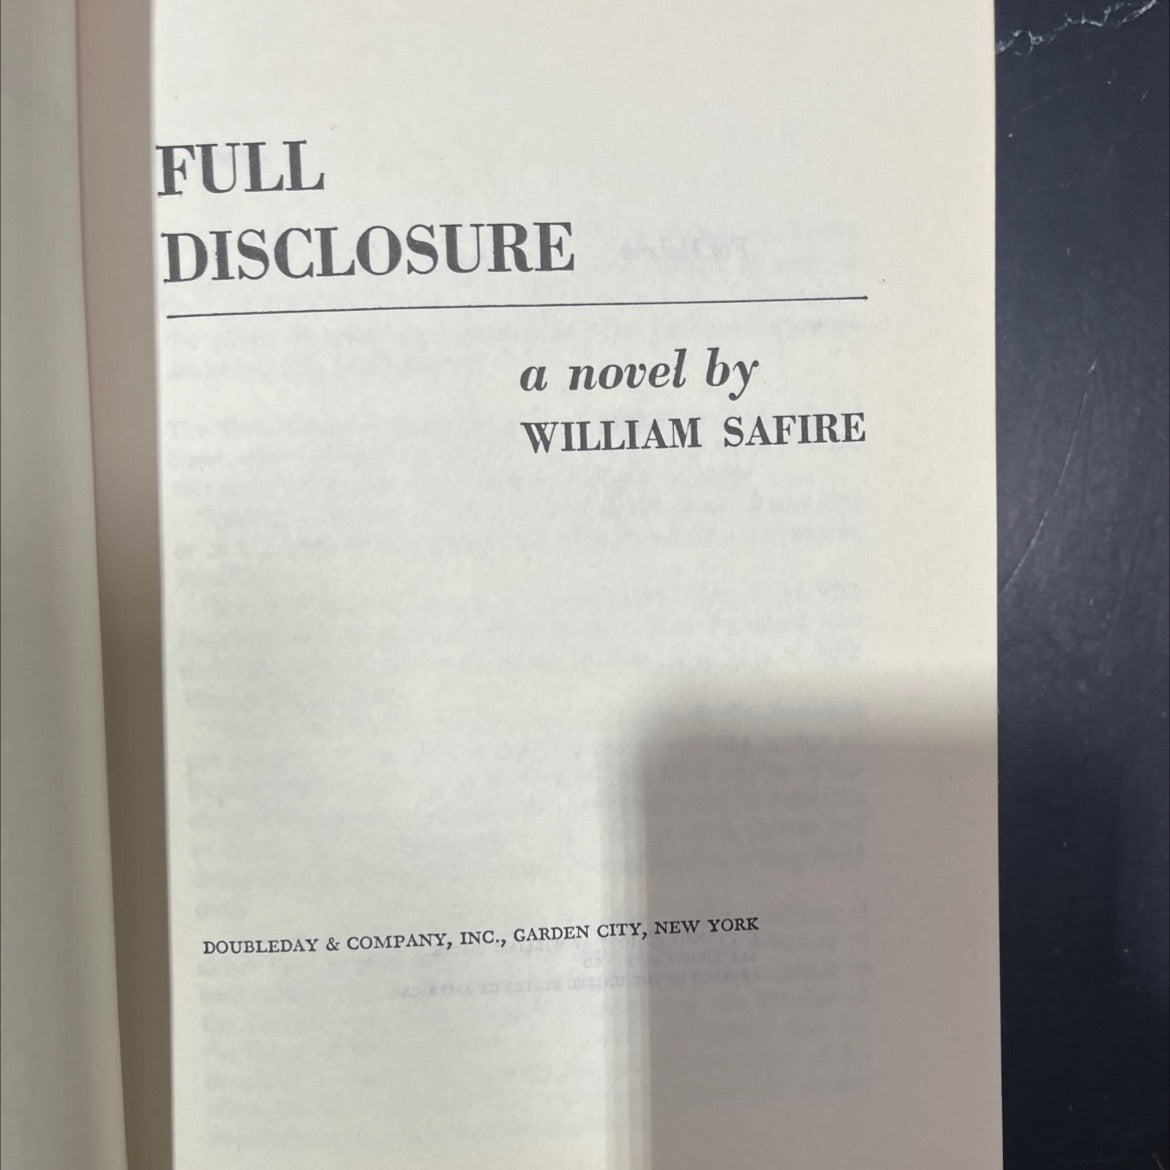 FULL
DISCLOSURE
a novel by
WILLIAM SAFIRE
DOUBLEDAY & COMPANY, INC., GARDEN CITY, NEW YORK